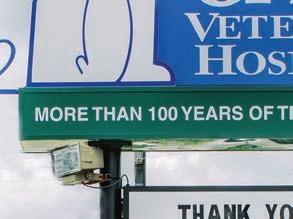 VETE
HOS
MORE THAN 100 YEARS OF T
THANK YO